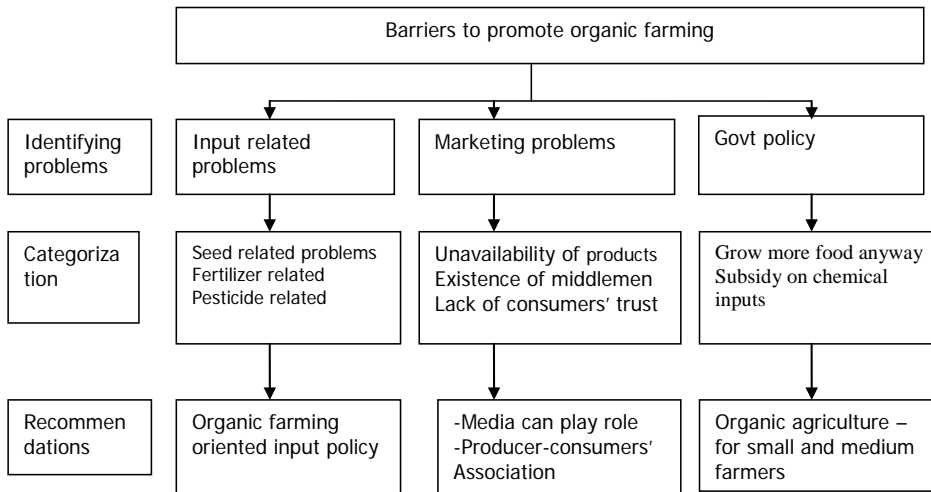 Barriers to promote organic farming
Identifying
problems
Input related
problems
Marketing problems
Govt policy
Categoriza
tion
Seed related problems
Fertilizer related
Pesticide related
Unavailability of products
Existence of middlemen
Lack of consumers’ trust
Grow more food anyway
Subsidy on chemical
inputs
Recommen
dations
Organic farming
oriented input policy
-Media can play role
-Producer-consumers’
Association
Organic agriculture –
for small and medium
farmers